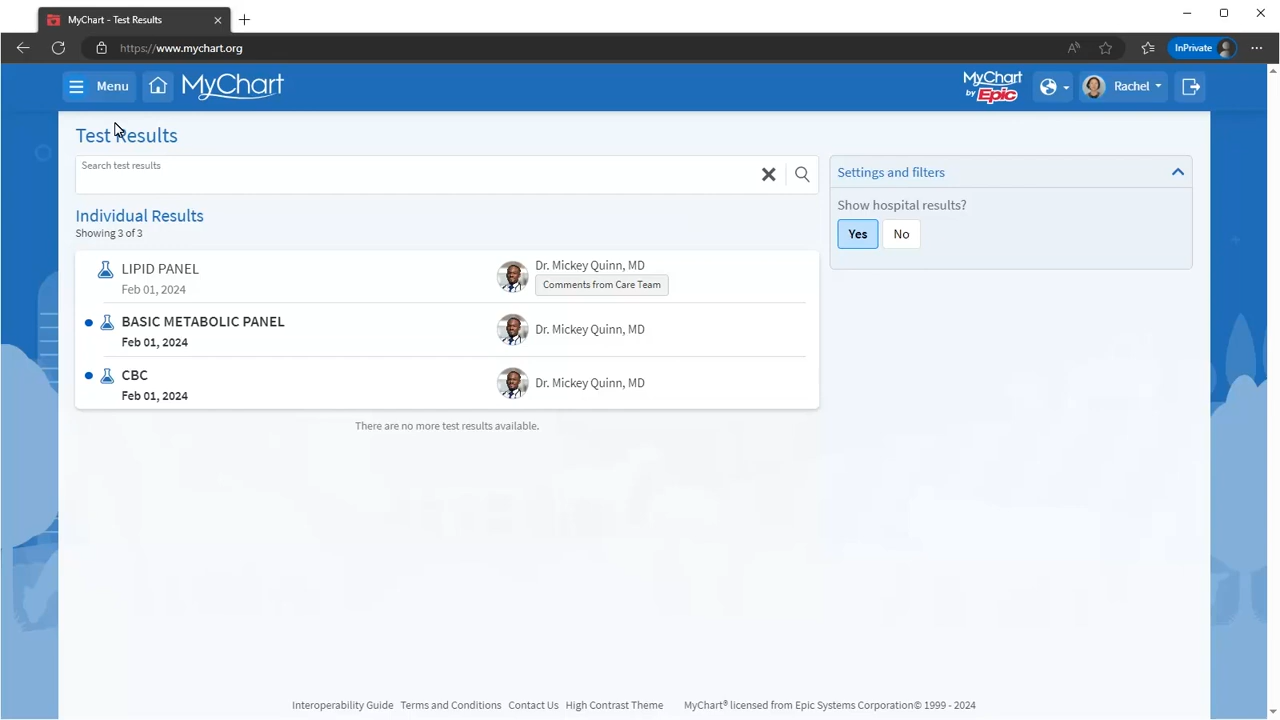 MyChart - Test Results
https://www.mychart.org
InPrivate
Menu
MyChart
MyChart
by Epic
Rachel
Test Results
Search test results
Settings and filters
Show hospital results?
Yes
No
Individual Results
Showing 3 of 3
LIPID PANEL
Feb 01, 2024
Dr. Mickey Quinn, MD
Comments from Care Team
BASIC METABOLIC PANEL
Feb 01, 2024
Dr. Mickey Quinn, MD
CBC
Feb 01, 2024
Dr. Mickey Quinn, MD
There are no more test results available.
Interoperability Guide Terms and Conditions Contact Us High Contrast Theme MyChart® licensed from Epic Systems Corporation© 1999 - 2024